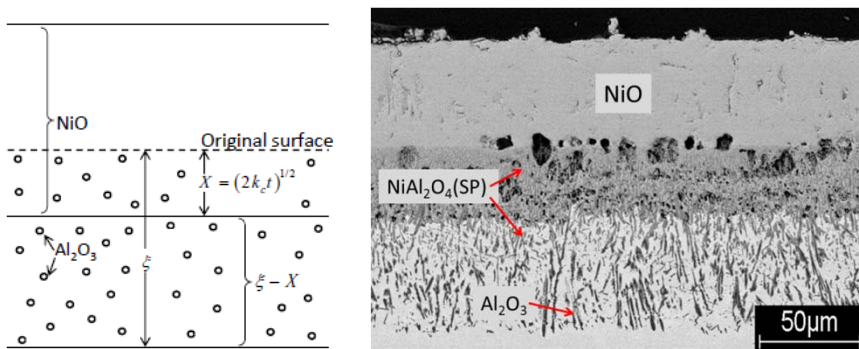 NiO
Original surface
X = (2k_c t)^{1/2}
Al₂O₃
ξ
ξ − X
NiO
NiAl₂O₄(SP)
Al₂O₃
50μm